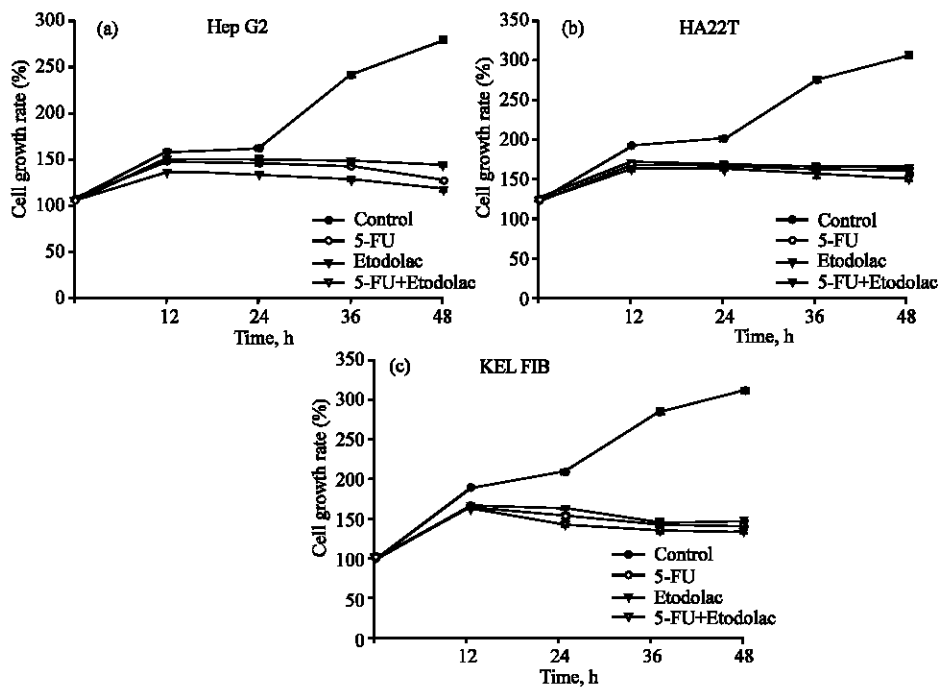 (a) Hep G2
300
250
200
150
100
50
0
Cell growth rate (%)
Control
5-FU
Etodolac
5-FU+Etodolac
12 24 36 48
Time, h
(b) HA22T
350
300
250
200
150
100
50
0
Cell growth rate (%)
Control
5-FU
Etodolac
5-FU+Etodolac
12 24 36 48
Time, h
(c) KEL FIB
350
300
250
200
150
100
50
0
Cell growth rate (%)
Control
5-FU
Etodolac
5-FU+Etodolac
12 24 36 48
Time, h